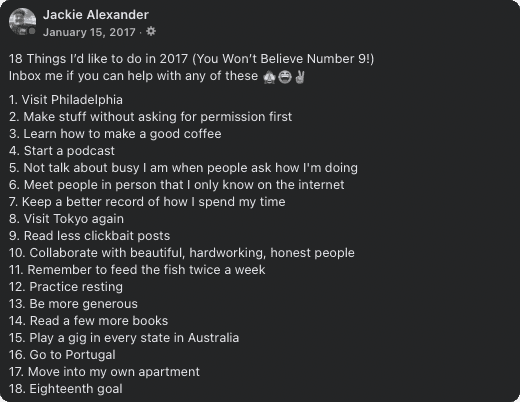 Jackie Alexander
January 15, 2017 ·
18 Things I’d like to do in 2017 (You Won’t Believe Number 9!)
Inbox me if you can help with any of these
1. Visit Philadelphia
2. Make stuff without asking for permission first
3. Learn how to make a good coffee
4. Start a podcast
5. Not talk about busy I am when people ask how I'm doing
6. Meet people in person that I only know on the internet
7. Keep a better record of how I spend my time
8. Visit Tokyo again
9. Read less clickbait posts
10. Collaborate with beautiful, hardworking, honest people
11. Remember to feed the fish twice a week
12. Practice resting
13. Be more generous
14. Read a few more books
15. Play a gig in every state in Australia
16. Go to Portugal
17. Move into my own apartment
18. Eighteenth goal